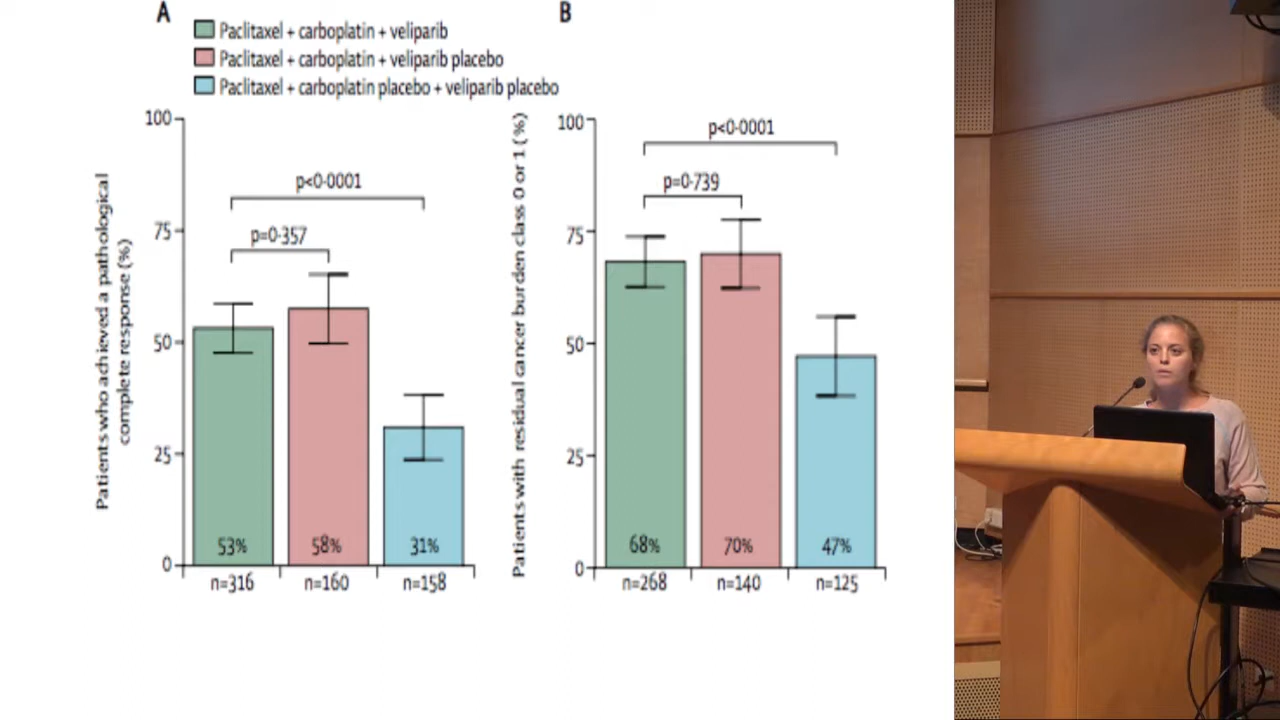 A
B
Paclitaxel + carboplatin + veliparib
Paclitaxel + carboplatin + veliparib placebo
Paclitaxel + carboplatin placebo + veliparib placebo
Patients who achieved a pathological
complete response (%)
100
75
50
25
0
p<0·0001
p=0·357
53%
58%
31%
n=316
n=160
n=158
Patients with residual cancer burden class 0 or 1 (%)
100
75
50
25
0
p<0·0001
p=0·739
68%
70%
47%
n=268
n=140
n=125